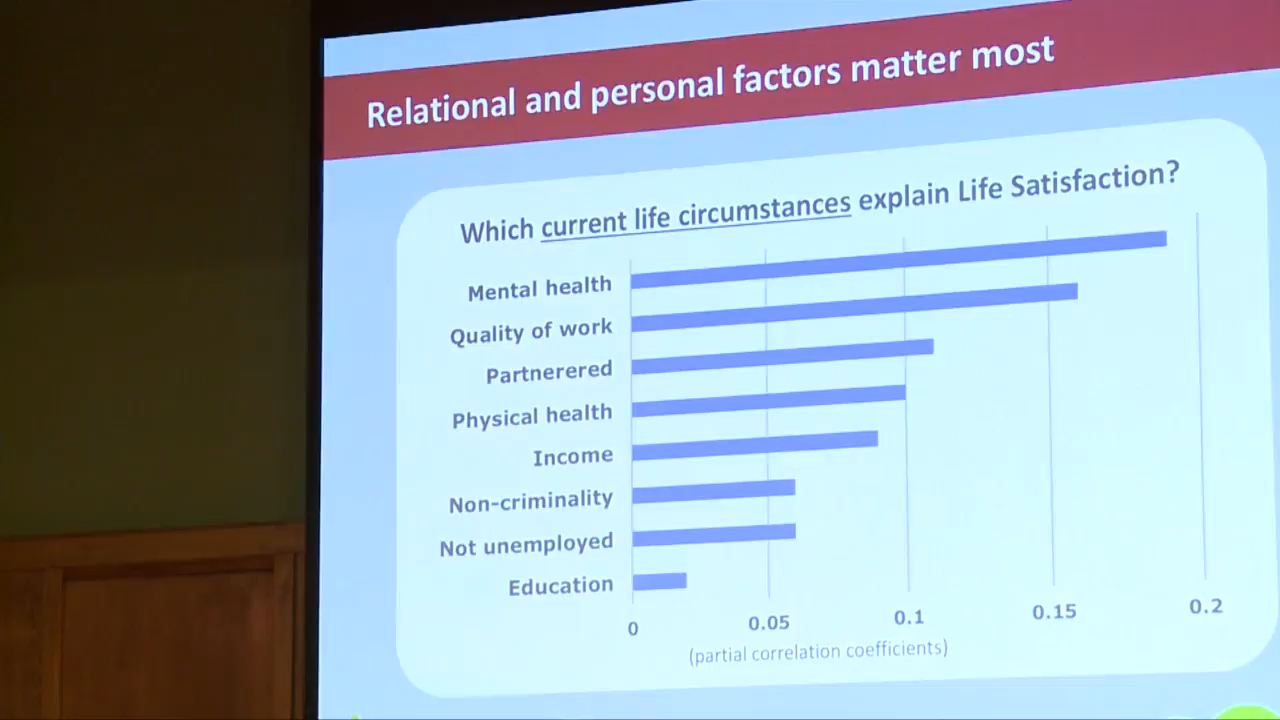 Relational and personal factors matter most
Which current life circumstances explain Life Satisfaction?
Mental health
Quality of work
Partnerered
Physical health
Income
Non-criminality
Not unemployed
Education
0 0.05 0.1 0.15 0.2
(partial correlation coefficients)